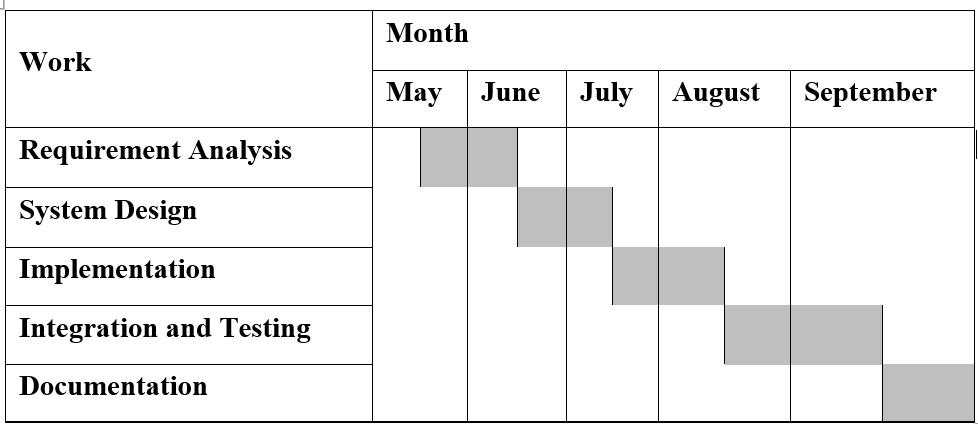 Work
Month
May
June
July
August
September
Requirement Analysis
System Design
Implementation
Integration and Testing
Documentation